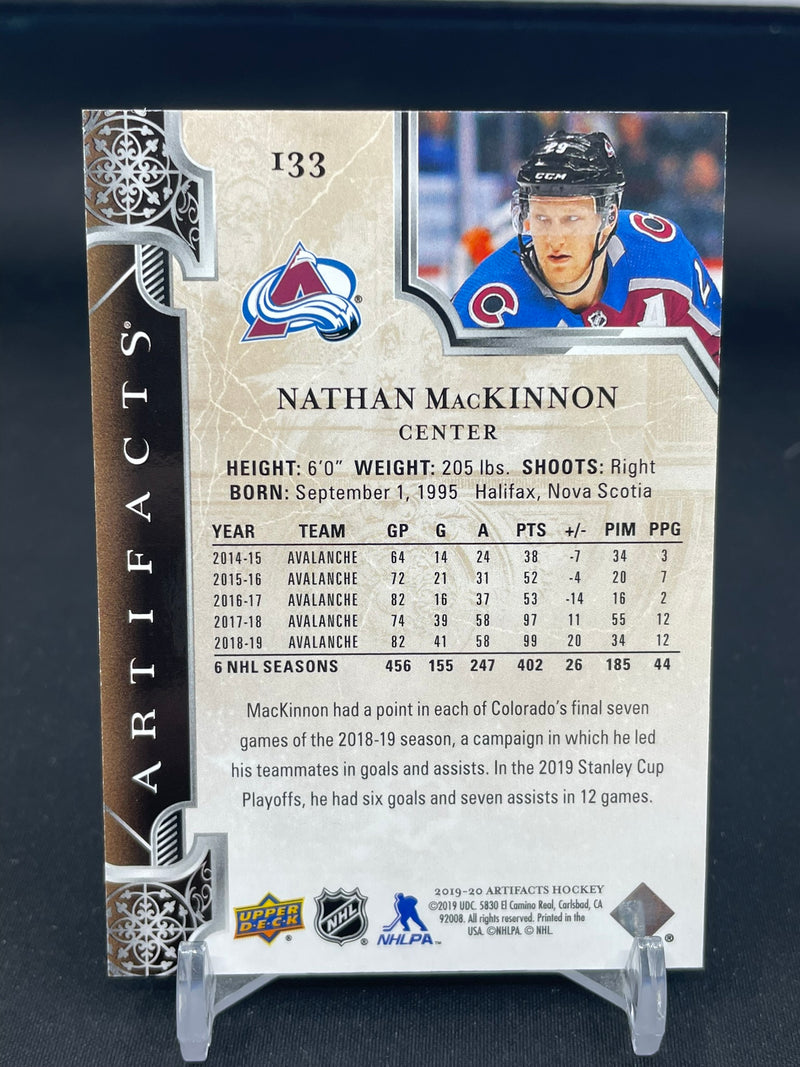 133
29
CCM
C
C
A
2
A
ARTIFACTS®
®
NATHAN MacKINNON
CENTER
HEIGHT: 6'0" WEIGHT: 205 lbs. SHOOTS: Right
BORN: September 1, 1995 Halifax, Nova Scotia
YEAR TEAM GP G A PTS +/- PIM PPG
2014-15 AVALANCHE 64 14 24 38 -7 34 3
2015-16 AVALANCHE 72 21 31 52 -4 20 7
2016-17 AVALANCHE 82 16 37 53 -14 16 2
2017-18 AVALANCHE 74 39 58 97 11 55 12
2018-19 AVALANCHE 82 41 58 99 20 34 12
6 NHL SEASONS 456 155 247 402 26 185 44
MacKinnon had a point in each of Colorado's final seven
games of the 2018-19 season, a campaign in which he led
his teammates in goals and assists. In the 2019 Stanley Cup
Playoffs, he had six goals and seven assists in 12 games.
UPPER
D·E·C·K
®
NHL
®
NHLPA™
2019-20 ARTIFACTS HOCKEY
©2019 UDC. 5830 El Camino Real, Carlsbad, CA
92008. All rights reserved. Printed in the
USA. ©NHLPA. © NHL.
®